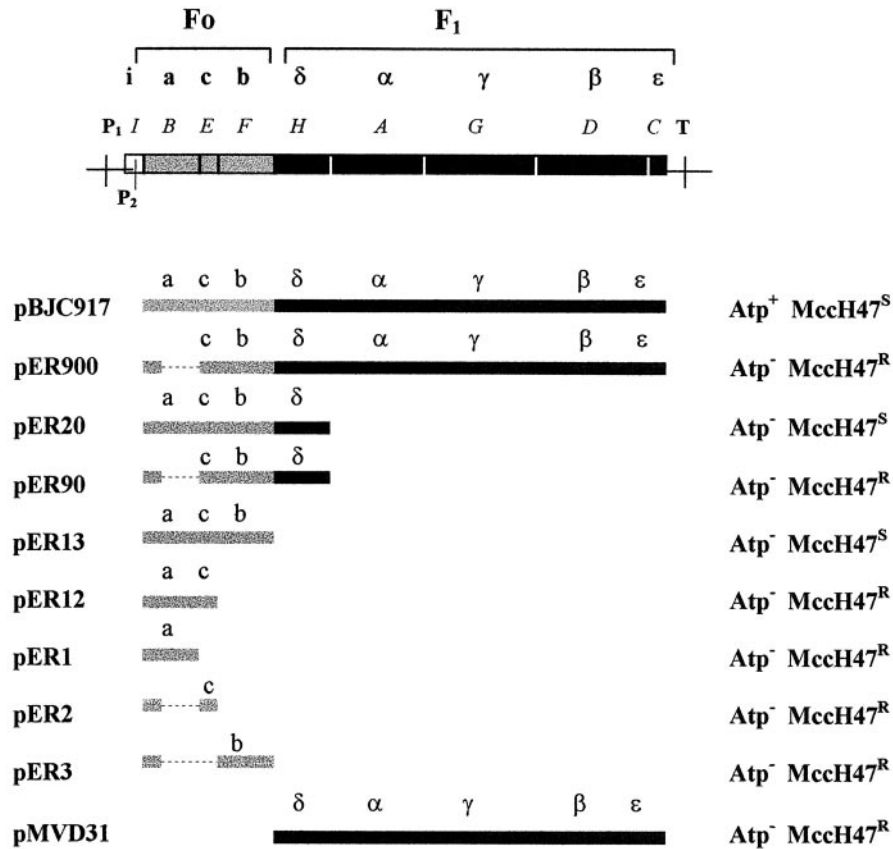 Fo F₁
i a c b δ α γ β ε
P₁ I B E F H A G D C T
P₂
a c b δ α γ β ε
pBJC917 Atp⁺ MccH47ˢ
c b δ α γ β ε
pER900 Atp⁻ MccH47ᴿ
a c b δ
pER20 Atp⁻ MccH47ˢ
c b δ
pER90 Atp⁻ MccH47ᴿ
a c b
pER13 Atp⁻ MccH47ˢ
a c
pER12 Atp⁻ MccH47ᴿ
a
pER1 Atp⁻ MccH47ᴿ
c
pER2 Atp⁻ MccH47ᴿ
b
pER3 Atp⁻ MccH47ᴿ
δ α γ β ε
pMVD31 Atp⁻ MccH47ᴿ